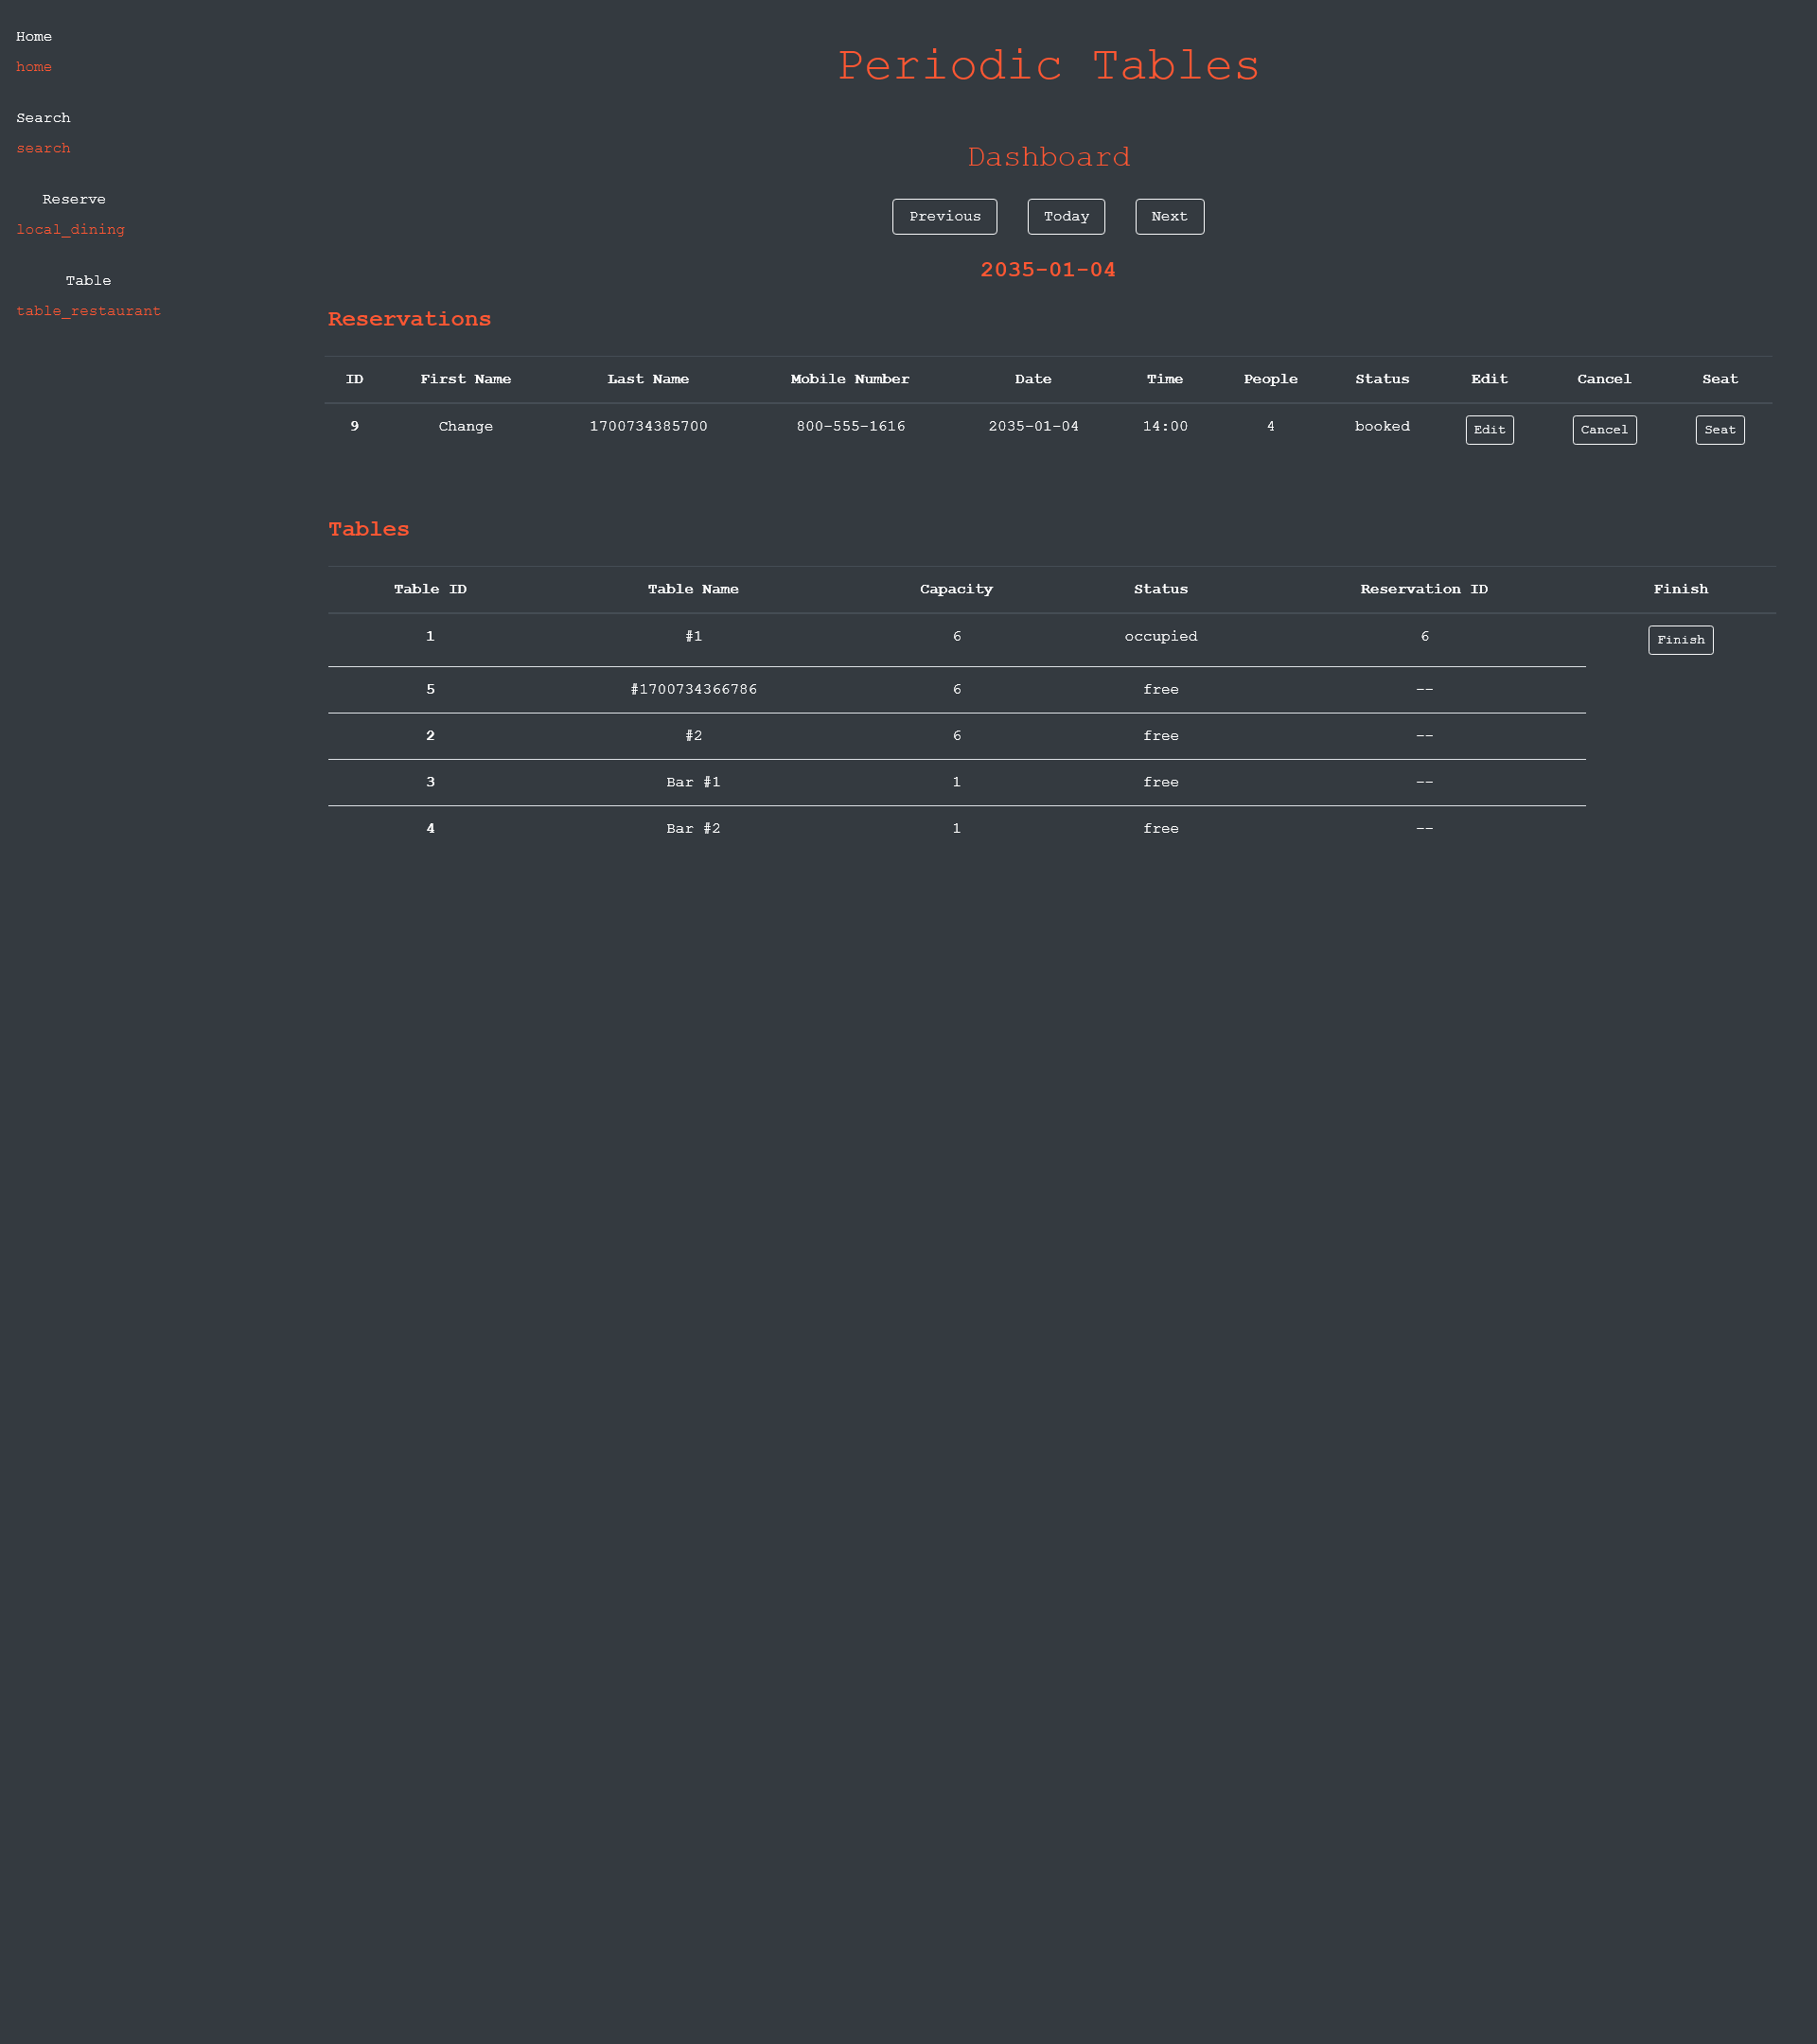 Home
home
Search
search
Reserve
local_dining
Table
table_restaurant
Periodic Tables
Dashboard
Previous Today Next
2035-01-04
Reservations
ID First Name Last Name Mobile Number Date Time People Status Edit Cancel Seat
9 Change 1700734385700 800-555-1616 2035-01-04 14:00 4 booked Edit Cancel Seat
Tables
Table ID Table Name Capacity Status Reservation ID Finish
1 #1 6 occupied 6 Finish
5 #1700734366786 6 free --
2 #2 6 free --
3 Bar #1 1 free --
4 Bar #2 1 free --